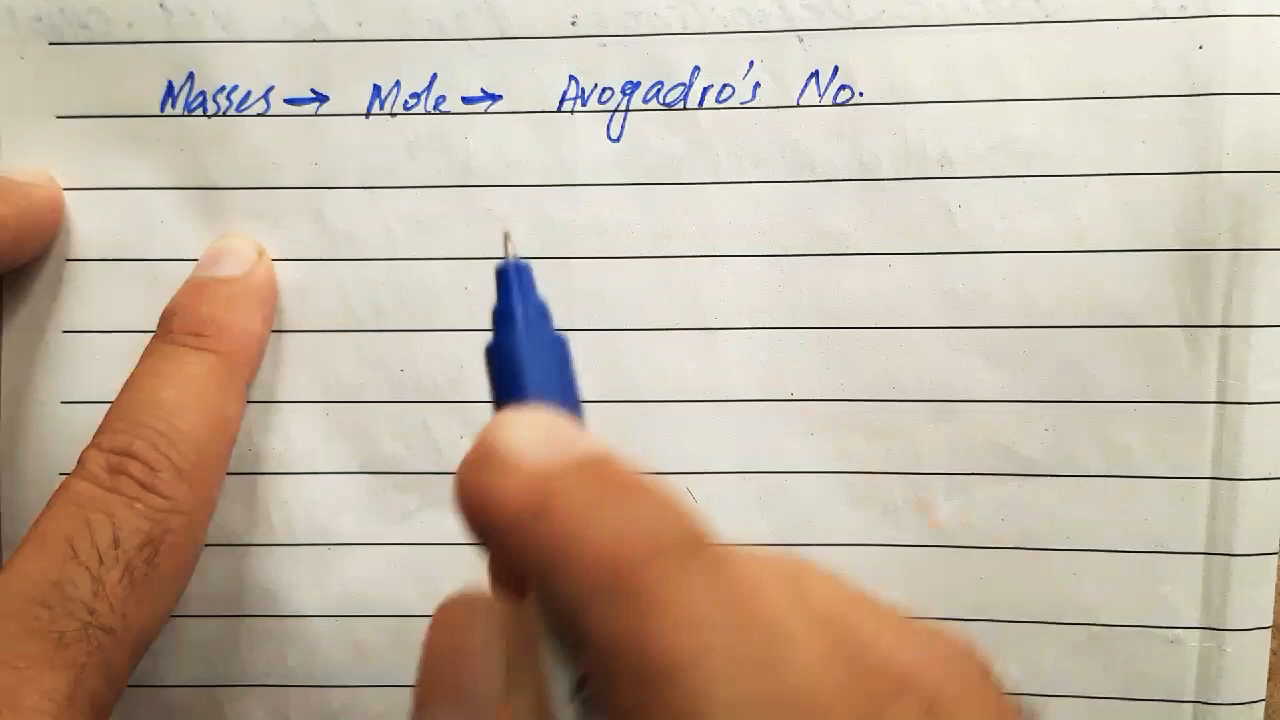 Masses → Mole → Avogadro's No.